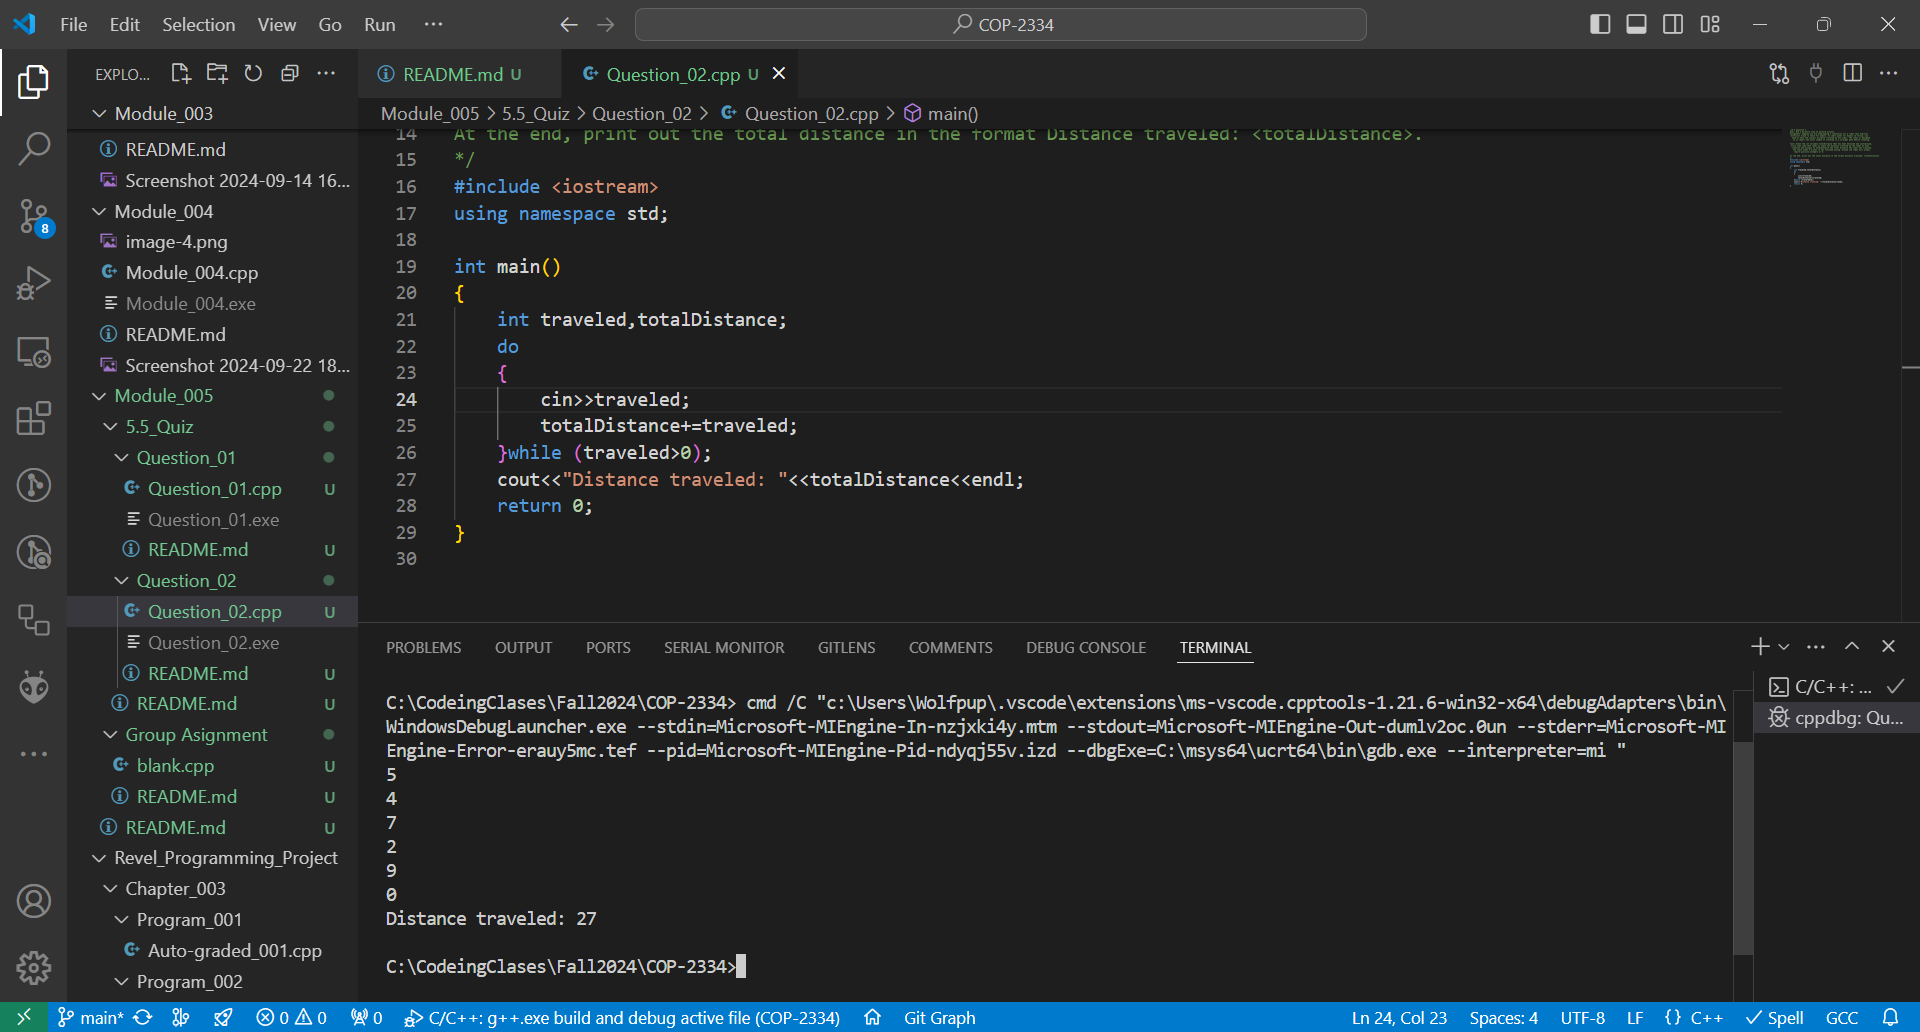 File Edit Selection View Go Run ···
COP-2334
EXPLO...
Module_003
README.md
Screenshot 2024-09-14 16...
Module_004
image-4.png
Module_004.cpp
Module_004.exe
README.md
Screenshot 2024-09-22 18...
Module_005
5.5_Quiz
Question_01
Question_01.cpp U
Question_01.exe
README.md U
Question_02
Question_02.cpp U
Question_02.exe
README.md U
README.md U
Group Asignment
blank.cpp U
README.md U
README.md U
Revel_Programming_Project
Chapter_003
Program_001
Auto-graded_001.cpp
Program_002
8
README.md U
Question_02.cpp U
Module_005 > 5.5_Quiz > Question_02 > Question_02.cpp > main()
14 At the end, print out the total distance in the format Distance traveled: <totalDistance>.
15 */
16 #include <iostream>
17 using namespace std;
18
19 int main()
20 {
21 int traveled,totalDistance;
22 do
23 {
24 cin>>traveled;
25 totalDistance+=traveled;
26 }while (traveled>0);
27 cout<<"Distance traveled: "<<totalDistance<<endl;
28 return 0;
29 }
30
PROBLEMS OUTPUT PORTS SERIAL MONITOR GITLENS COMMENTS DEBUG CONSOLE TERMINAL
C:\CodeingClases\Fall2024\COP-2334> cmd /C "c:\Users\Wolfpup\.vscode\extensions\ms-vscode.cpptools-1.21.6-win32-x64\debugAdapters\bin\
WindowsDebugLauncher.exe --stdin=Microsoft-MIEngine-In-nzjxki4y.mtm --stdout=Microsoft-MIEngine-Out-dumlv2oc.0un --stderr=Microsoft-MI
Engine-Error-erauy5mc.tef --pid=Microsoft-MIEngine-Pid-ndyqj55v.izd --dbgExe=C:\msys64\ucrt64\bin\gdb.exe --interpreter=mi "
5
4
7
2
9
0
Distance traveled: 27
C:\CodeingClases\Fall2024\COP-2334>
C/C++: ...
cppdbg: Qu...
main* 0 0 0 C/C++: g++.exe build and debug active file (COP-2334) Git Graph Ln 24, Col 23 Spaces: 4 UTF-8 LF {} C++ Spell GCC